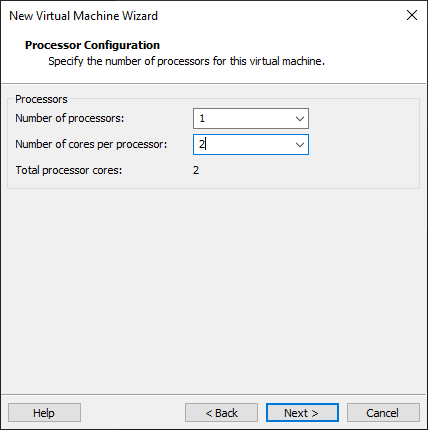 New Virtual Machine Wizard
Processor Configuration
Specify the number of processors for this virtual machine.
Processors
Number of processors: 1
Number of cores per processor: 2
Total processor cores: 2
Help < Back Next > Cancel